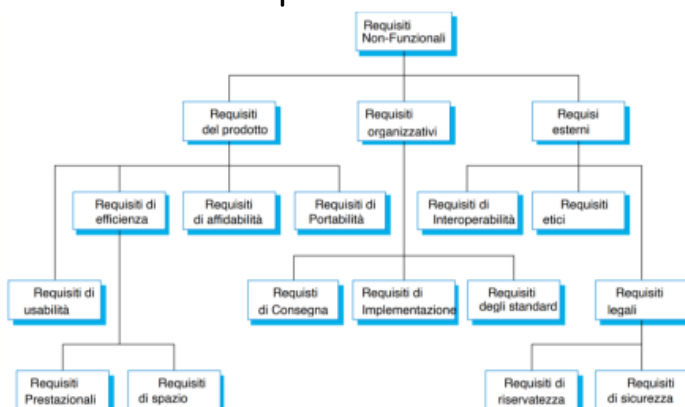 Requisiti
Non-Funzionali
Requisiti
del prodotto
Requisiti
organizzativi
Requisi
esterni
Requisiti di
efficienza
Requisiti
di affidabilità
Requisiti di
Portabilità
Requisiti di
Interoperabilità
Requisiti
etici
Requisiti di
usabilità
Requisti
di Consegna
Requisiti di
Implementazione
Requisiti
degli standard
Requisiti
legali
Requisiti
Prestazionali
Requisiti
di spazio
Requisiti di
riservatezza
Requisiti
di sicurezza